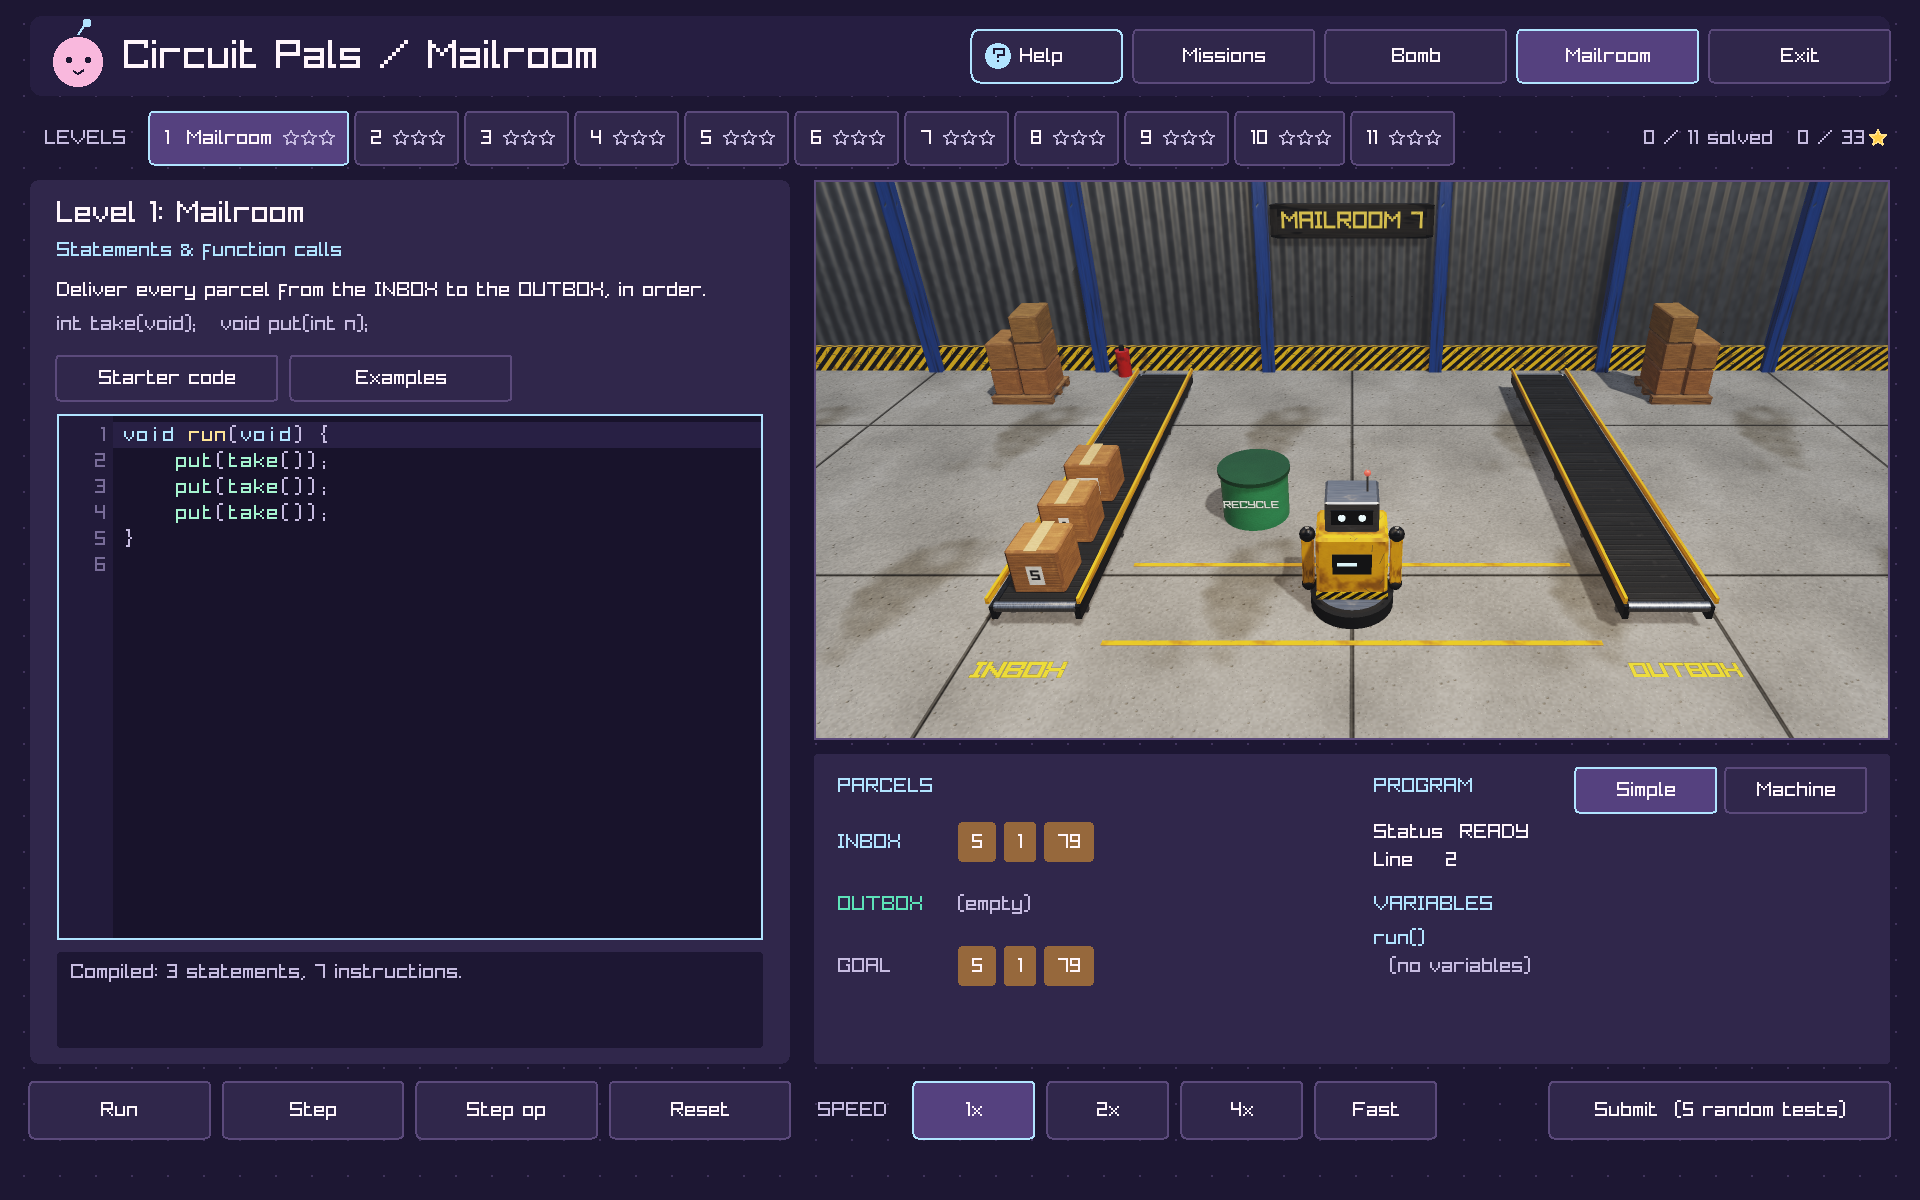 Circuit Pals / Mailroom
? Help
Missions
Bomb
Mailroom
Exit
LEVELS
1 Mailroom
2
3
4
5
6
7
8
9
10
11
0 / 11 solved
0 / 33
Level 1: Mailroom
Statements & function calls
Deliver every parcel from the INBOX to the OUTBOX, in order.
int take(void); void put(int n);
Starter code
Examples
1 void run(void) {
2 put(take());
3 put(take());
4 put(take());
5 }
6
Compiled: 3 statements, 7 instructions.
MAILROOM 7
RECYCLE
5
INBOX
OUTBOX
PARCELS
INBOX 5 1 79
OUTBOX (empty)
GOAL 5 1 79
PROGRAM
Simple
Machine
Status READY
Line 2
VARIABLES
run()
(no variables)
Run
Step
Step op
Reset
SPEED
1x
2x
4x
Fast
Submit (5 random tests)